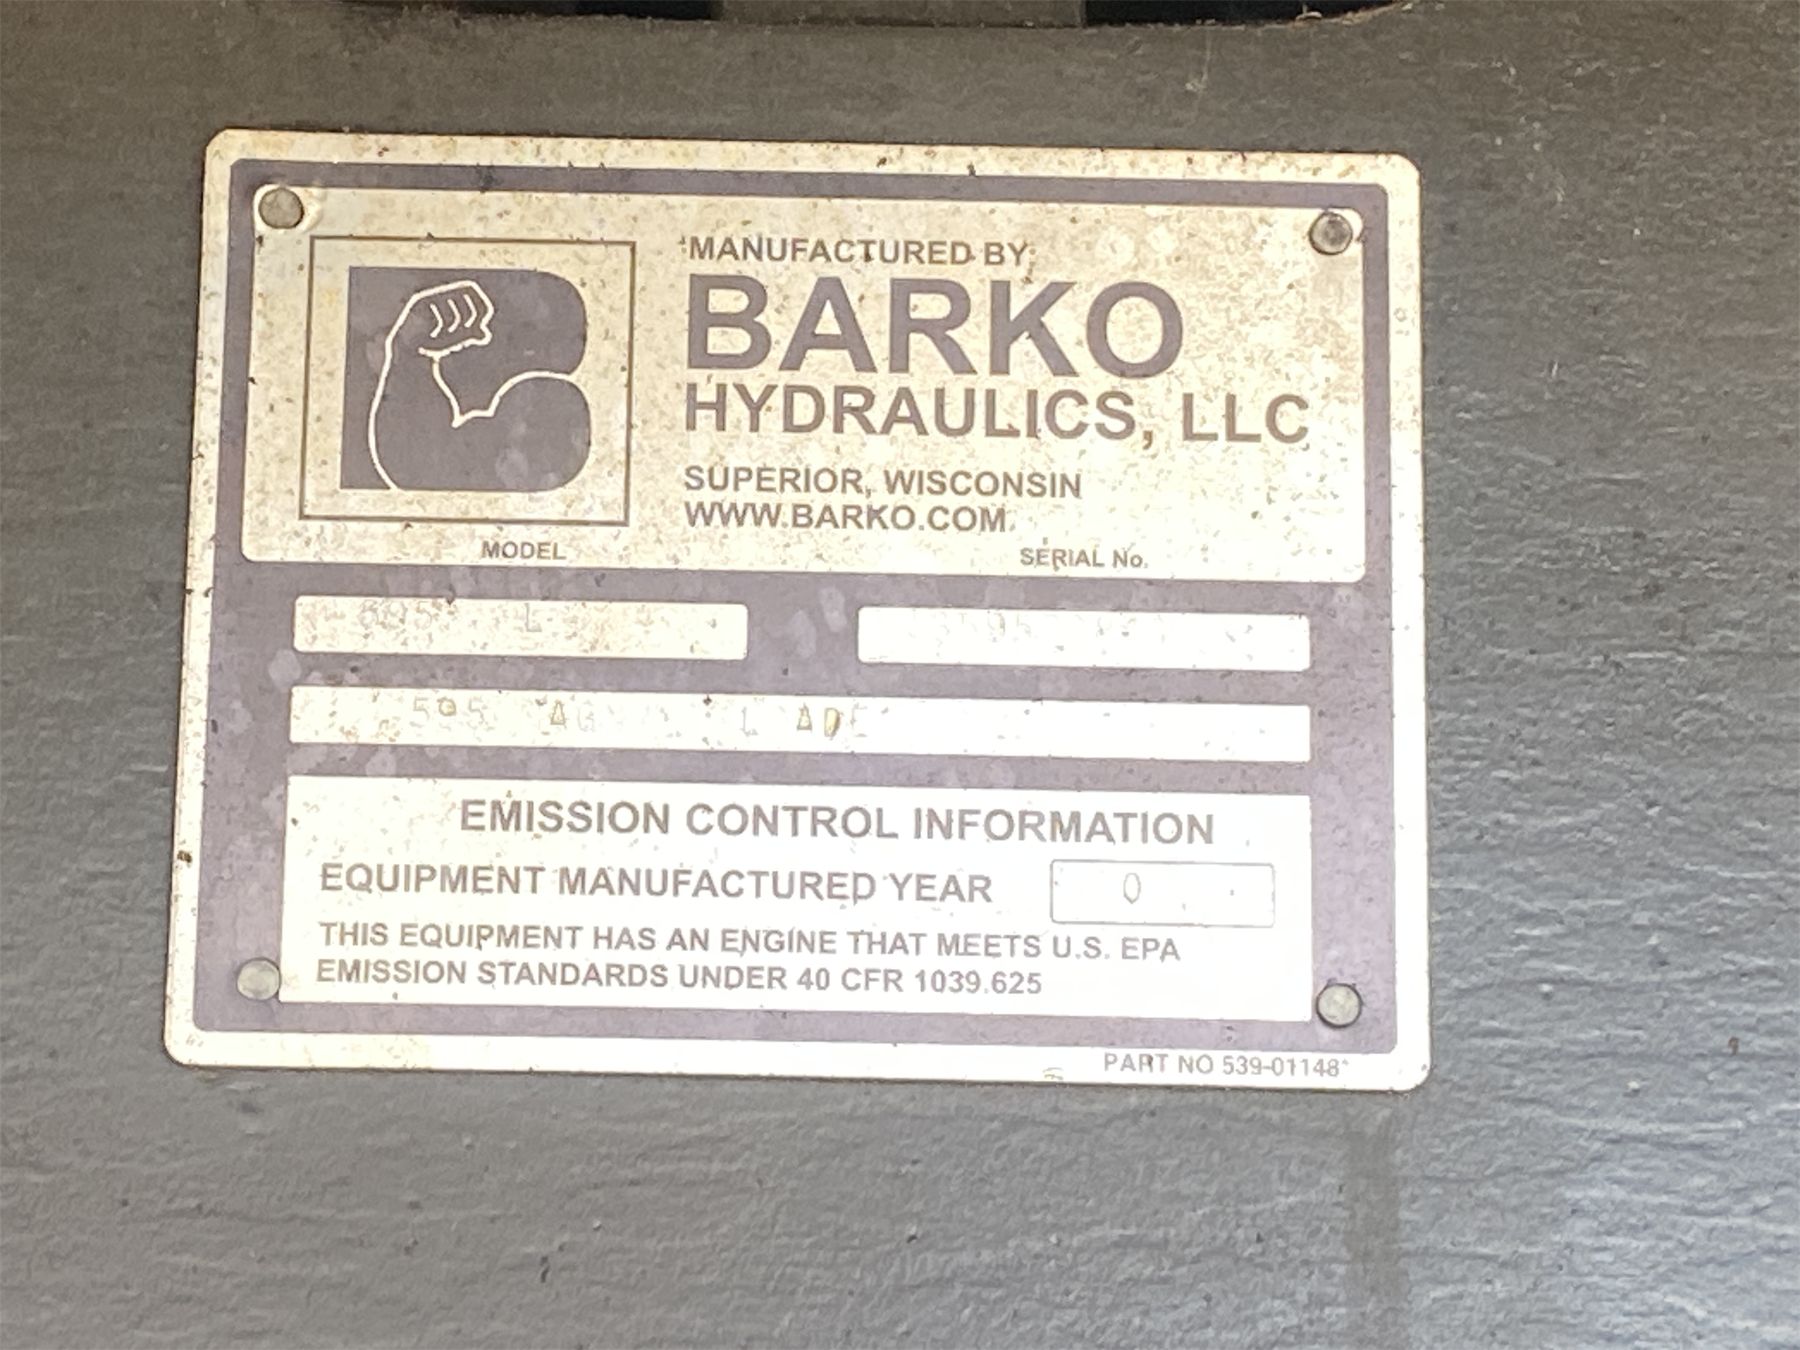 MANUFACTURED BY:
BARKO
HYDRAULICS, LLC
SUPERIOR, WISCONSIN
WWW.BARKO.COM
MODEL
SERIAL No.
EMISSION CONTROL INFORMATION
EQUIPMENT MANUFACTURED YEAR
THIS EQUIPMENT HAS AN ENGINE THAT MEETS U.S. EPA
EMISSION STANDARDS UNDER 40 CFR 1039.625
PART NO 539-01148